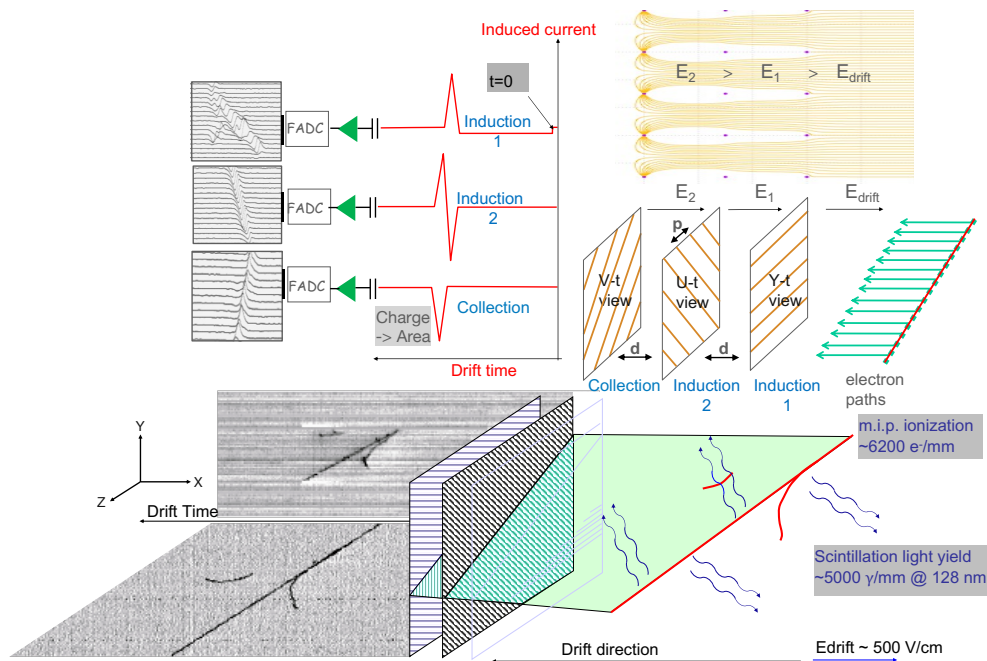 Induced current
t=0
E2 > E1 > Edrift
FADC
Induction
1
FADC
Induction
2
FADC
Collection
Charge
-> Area
Drift time
E2
E1
Edrift
p
V-t
view
U-t
view
Y-t
view
d
d
Collection
Induction
2
Induction
1
electron
paths
m.i.p. ionization
~6200 e-/mm
Y
X
Z
Drift Time
Scintillation light yield
~5000 γ/mm @ 128 nm
Drift direction
Edrift ~ 500 V/cm